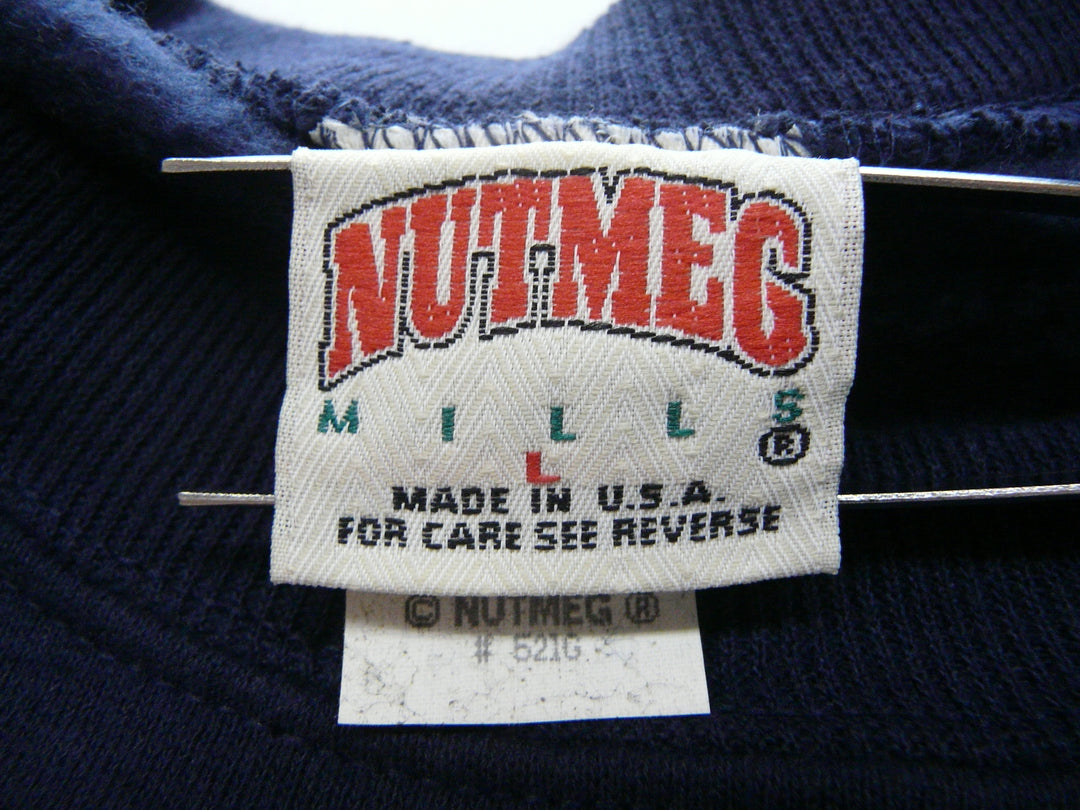 NUTMEG
MILLS ®
L
MADE IN U.S.A.
FOR CARE SEE REVERSE
© NUTMEG ®
# 521G